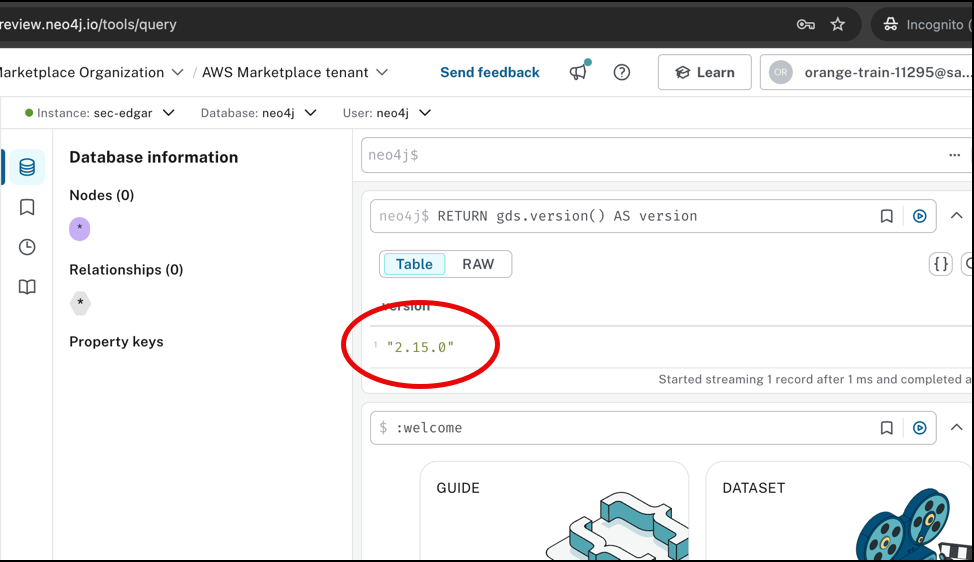 review.neo4j.io/tools/query
Incognito (
Marketplace Organization / AWS Marketplace tenant
Send feedback
Learn
OR orange-train-11295@sa...
Instance: sec-edgar Database: neo4j User: neo4j
Database information
Nodes (0)
*
Relationships (0)
*
Property keys
neo4j$
neo4j$ RETURN gds.version() AS version
Table RAW
{}
version
1 "2.15.0"
Started streaming 1 record after 1 ms and completed a
$ :welcome
GUIDE
DATASET